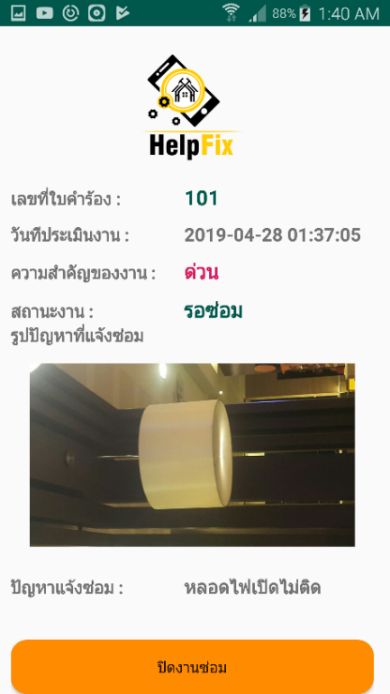 88% 1:40 AM
HelpFix
เลขที่ใบคำร้อง : 101
วันที่ประเมินงาน : 2019-04-28 01:37:05
ความสำคัญของงาน : ด่วน
สถานะงาน : รอซ่อม
รูปปัญหาที่แจ้งซ่อม
ปัญหาแจ้งซ่อม : หลอดไฟเปิดไม่ติด
ปิดงานซ่อม